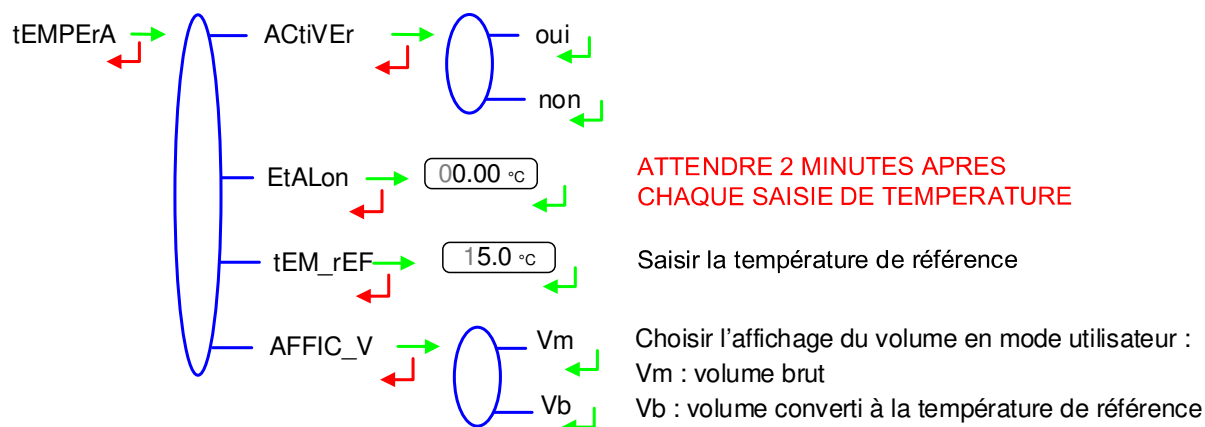 tEMPErA
ACtiVEr
oui
non
EtALon
00.00 °C
ATTENDRE 2 MINUTES APRES
CHAQUE SAISIE DE TEMPERATURE
tEM_rEF
15.0 °C
Saisir la température de référence
AFFIC_V
Vm
Vb
Choisir l’affichage du volume en mode utilisateur :
Vm : volume brut
Vb : volume converti à la température de référence